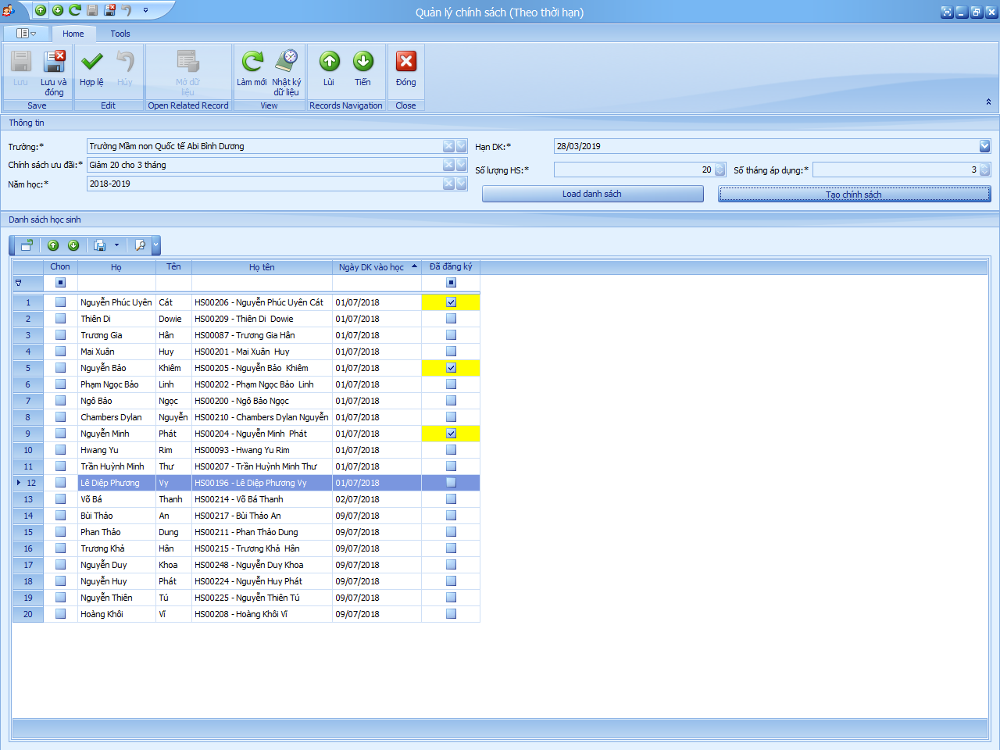 Quản lý chính sách (Theo thời hạn)
Home Tools
Lưu Lưu và đóng Hợp lệ Hủy Mở dữ liệu Làm mới Nhật ký dữ liệu Lùi Tiến Đóng
Save Edit Open Related Record View Records Navigation Close
Thông tin
Trường:* Trường Mầm non Quốc tế Abi Bình Dương Hạn DK:* 28/03/2019
Chính sách ưu đãi:* Giảm 20 cho 3 tháng Số lượng HS:* 20 Số tháng áp dụng:* 3
Năm học:* 2018-2019 Load danh sách Tạo chính sách
Danh sách học sinh
Chon Họ Tên Họ tên Ngày DK vào học Đã đăng ký
1 Nguyễn Phúc Uyên Cát HS00206 - Nguyễn Phúc Uyên Cát 01/07/2018
2 Thiên Di Dowie HS00209 - Thiên Di  Dowie 01/07/2018
3 Trương Gia Hân HS00087 - Trương Gia Hân 01/07/2018
4 Mai Xuân Huy HS00201 - Mai Xuân  Huy 01/07/2018
5 Nguyễn Bảo Khiêm HS00205 - Nguyễn Bảo  Khiêm 01/07/2018
6 Phạm Ngọc Bảo Linh HS00202 - Phạm Ngọc Bảo  Linh 01/07/2018
7 Ngô Bảo Ngọc HS00200 - Ngô Bảo Ngọc 01/07/2018
8 Chambers Dylan Nguyễn HS00210 - Chambers Dylan Nguyễn 01/07/2018
9 Nguyễn Minh Phát HS00204 - Nguyễn Minh  Phát 01/07/2018
10 Hwang Yu Rim HS00093 - Hwang Yu Rim 01/07/2018
11 Trần Huỳnh Minh Thư HS00207 - Trần Huỳnh Minh Thư 01/07/2018
12 Lê Diệp Phương Vy HS00196 - Lê Diệp Phương Vy 01/07/2018
13 Võ Bá Thanh HS00214 - Võ Bá Thanh 02/07/2018
14 Bùi Thảo An HS00217 - Bùi Thảo An 09/07/2018
15 Phan Thảo Dung HS00211 - Phan Thảo Dung 09/07/2018
16 Trương Khả Hân HS00215 - Trương Khả  Hân 09/07/2018
17 Nguyễn Duy Khoa HS00248 - Nguyễn Duy Khoa 09/07/2018
18 Nguyễn Huy Phát HS00224 - Nguyễn Huy Phát 09/07/2018
19 Nguyễn Thiên Tú HS00225 - Nguyễn Thiên Tú 09/07/2018
20 Hoàng Khôi Vĩ HS00208 - Hoàng Khôi Vĩ 09/07/2018